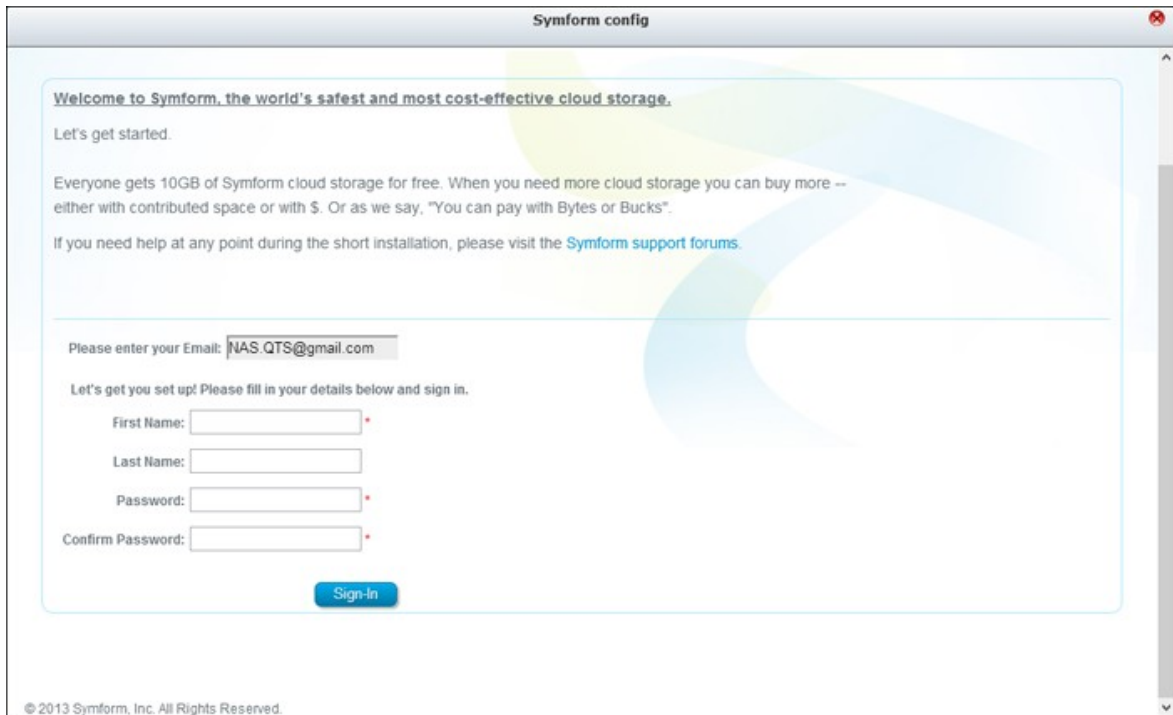 Symform config
Welcome to Symform, the world's safest and most cost-effective cloud storage.
Let's get started.
Everyone gets 10GB of Symform cloud storage for free. When you need more cloud storage you can buy more --
either with contributed space or with $. Or as we say, "You can pay with Bytes or Bucks".
If you need help at any point during the short installation, please visit the Symform support forums.
Please enter your Email: NAS.QTS@gmail.com
Let's get you set up! Please fill in your details below and sign in.
First Name: *
Last Name:
Password: *
Confirm Password: *
Sign-In
© 2013 Symform, Inc. All Rights Reserved.